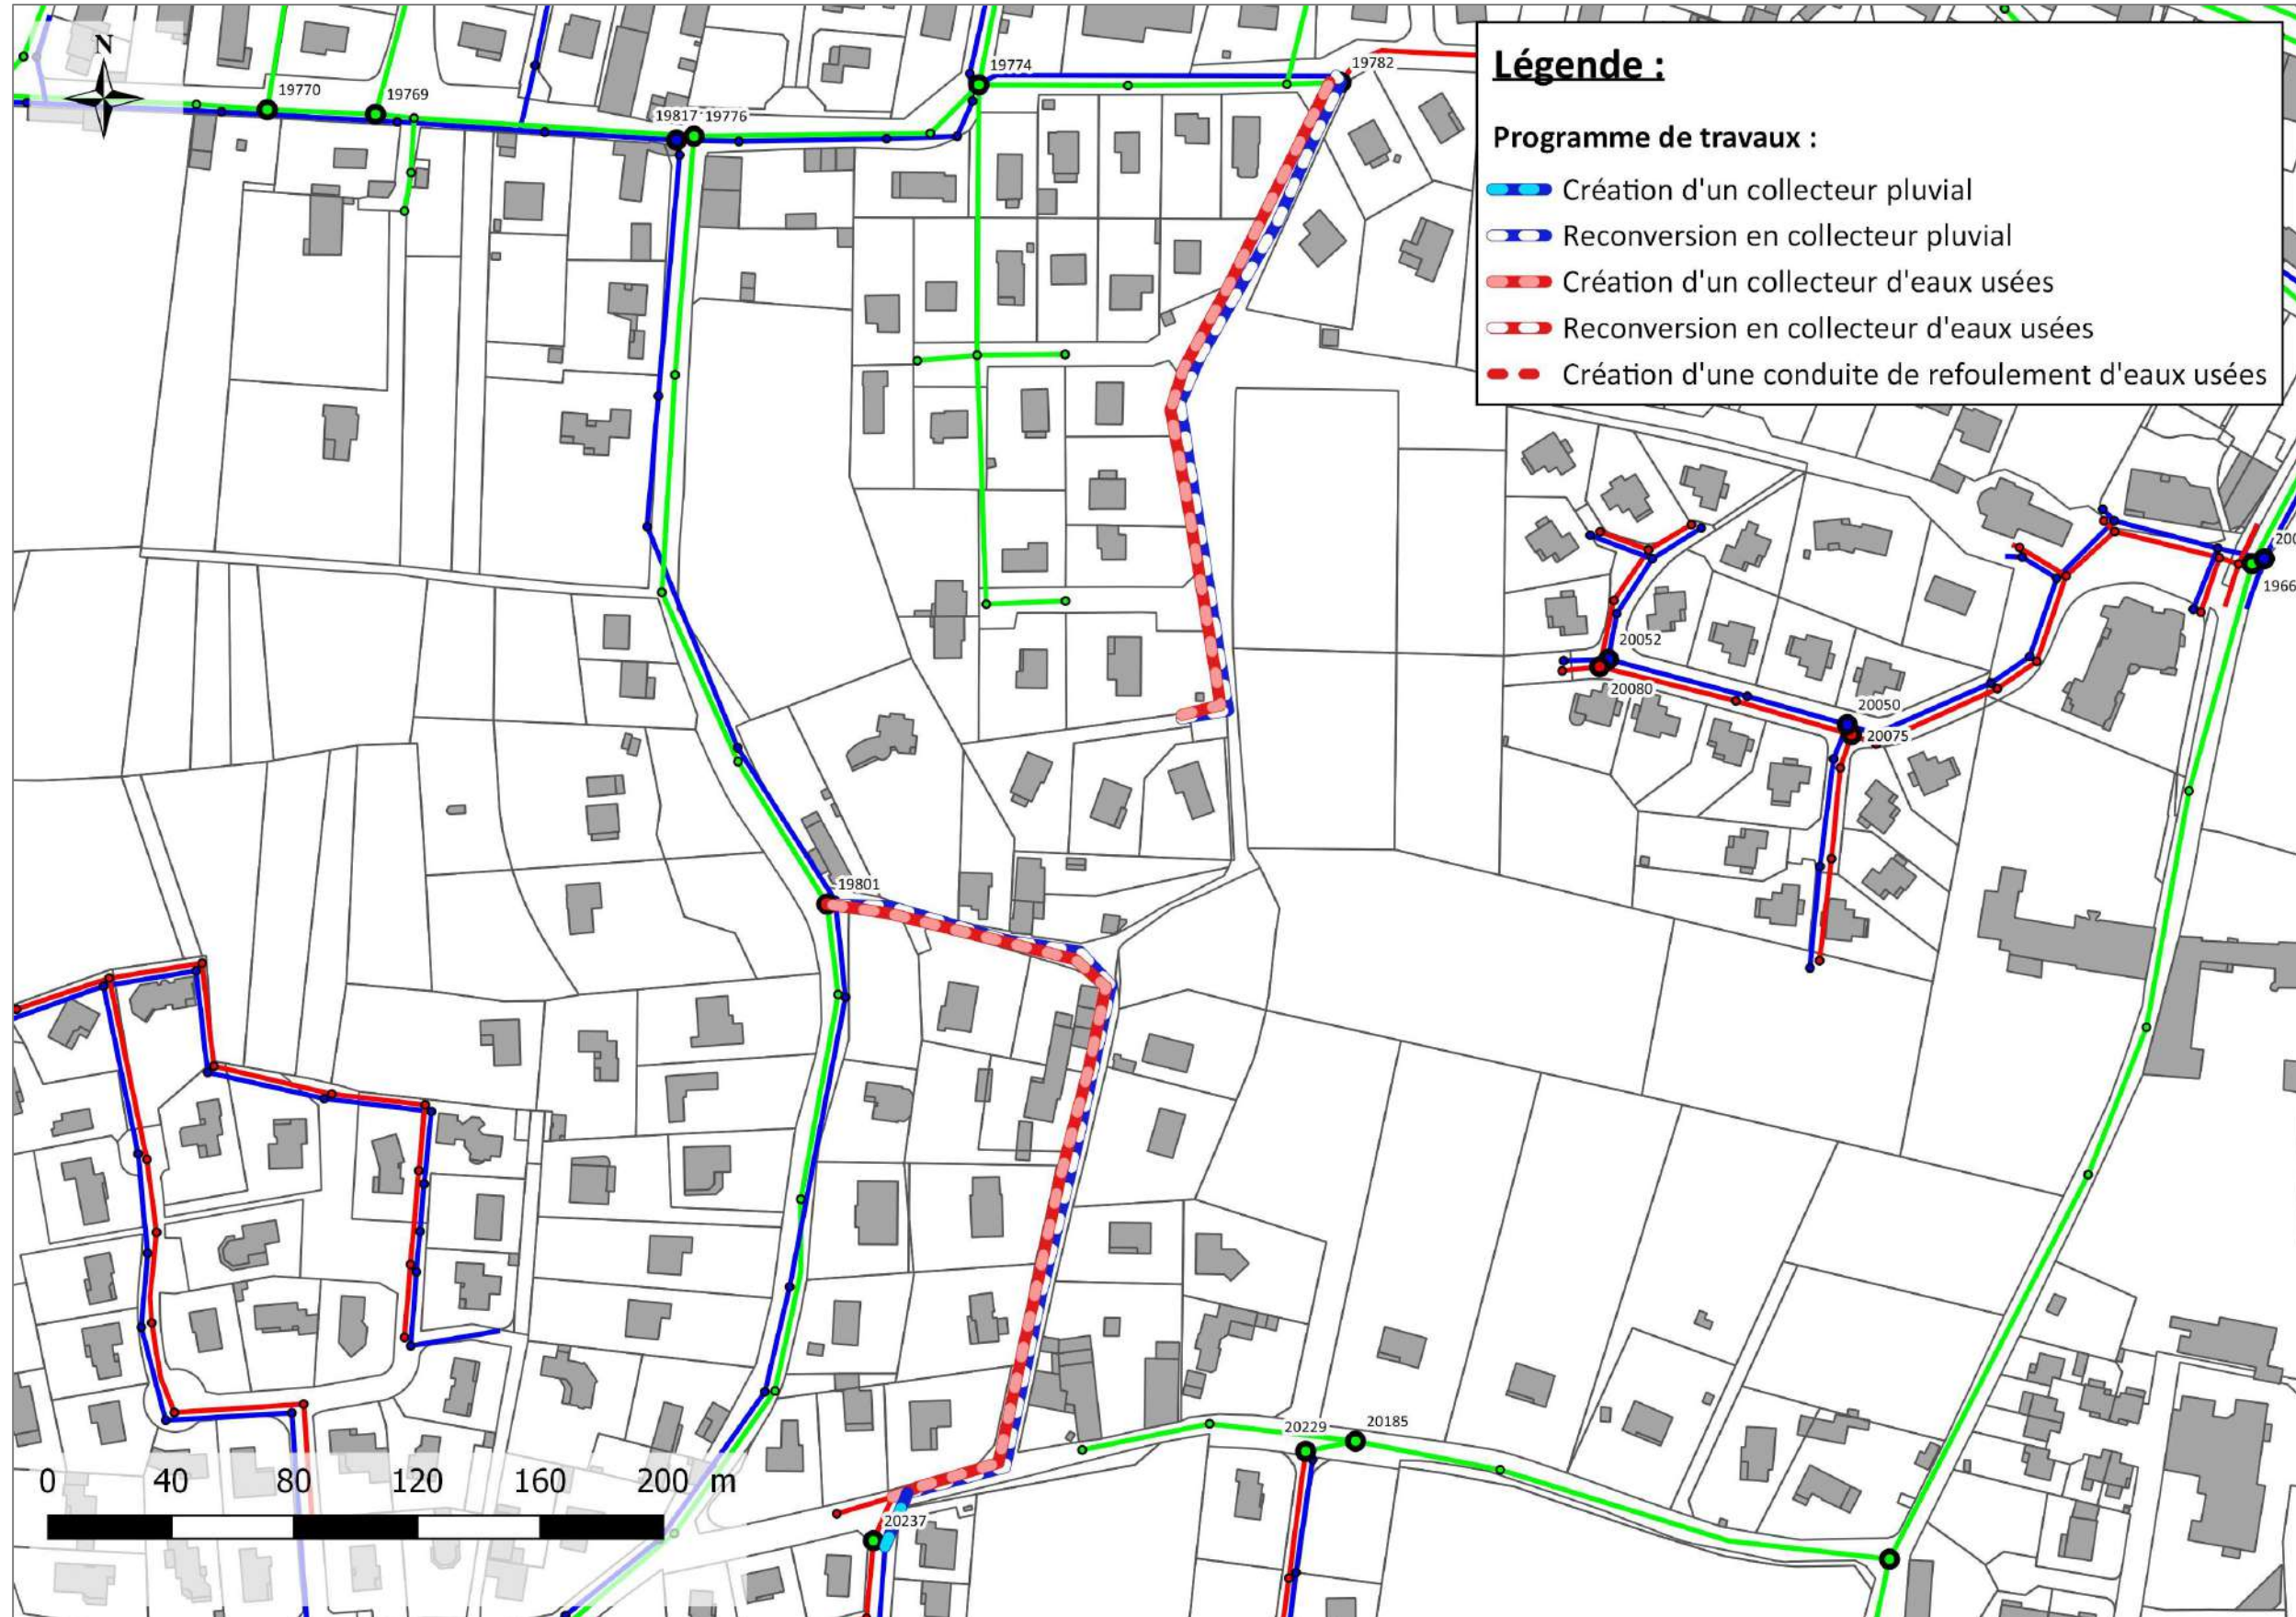 N
19770
19769
19817
19776
19774
19782
Légende :
Programme de travaux :
Création d'un collecteur pluvial
Reconversion en collecteur pluvial
Création d'un collecteur d'eaux usées
Reconversion en collecteur d'eaux usées
Création d'une conduite de refoulement d'eaux usées
200
1966
20052
20080
20050
20075
19801
20229
20185
20237
0 40 80 120 160 200 m